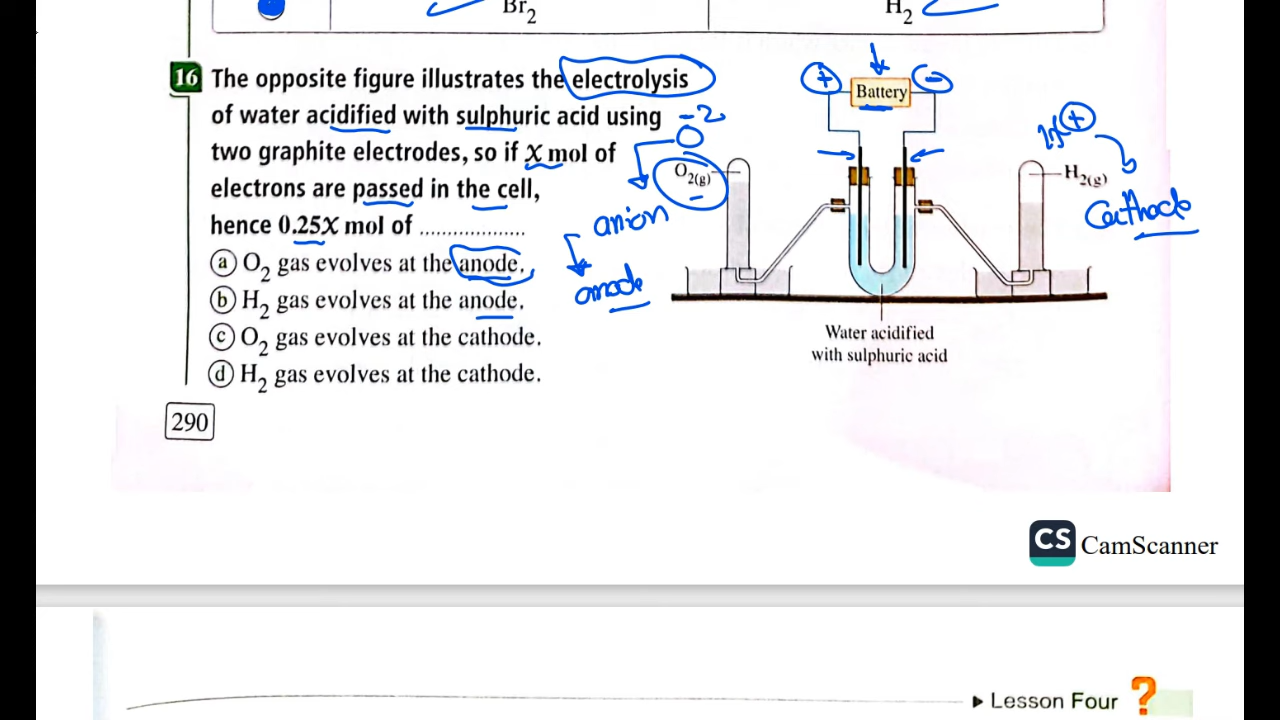 Br2
H2
16 The opposite figure illustrates the electrolysis
of water acidified with sulphuric acid using
two graphite electrodes, so if X mol of
electrons are passed in the cell,
hence 0.25X mol of ....................
a O2 gas evolves at the anode.
b H2 gas evolves at the anode.
c O2 gas evolves at the cathode.
d H2 gas evolves at the cathode.
+
Battery
-
O-2
O2(g)
-
anion
anode
H+
H2(g)
Cathode
Water acidified
with sulphuric acid
290
CS CamScanner
Lesson Four ?